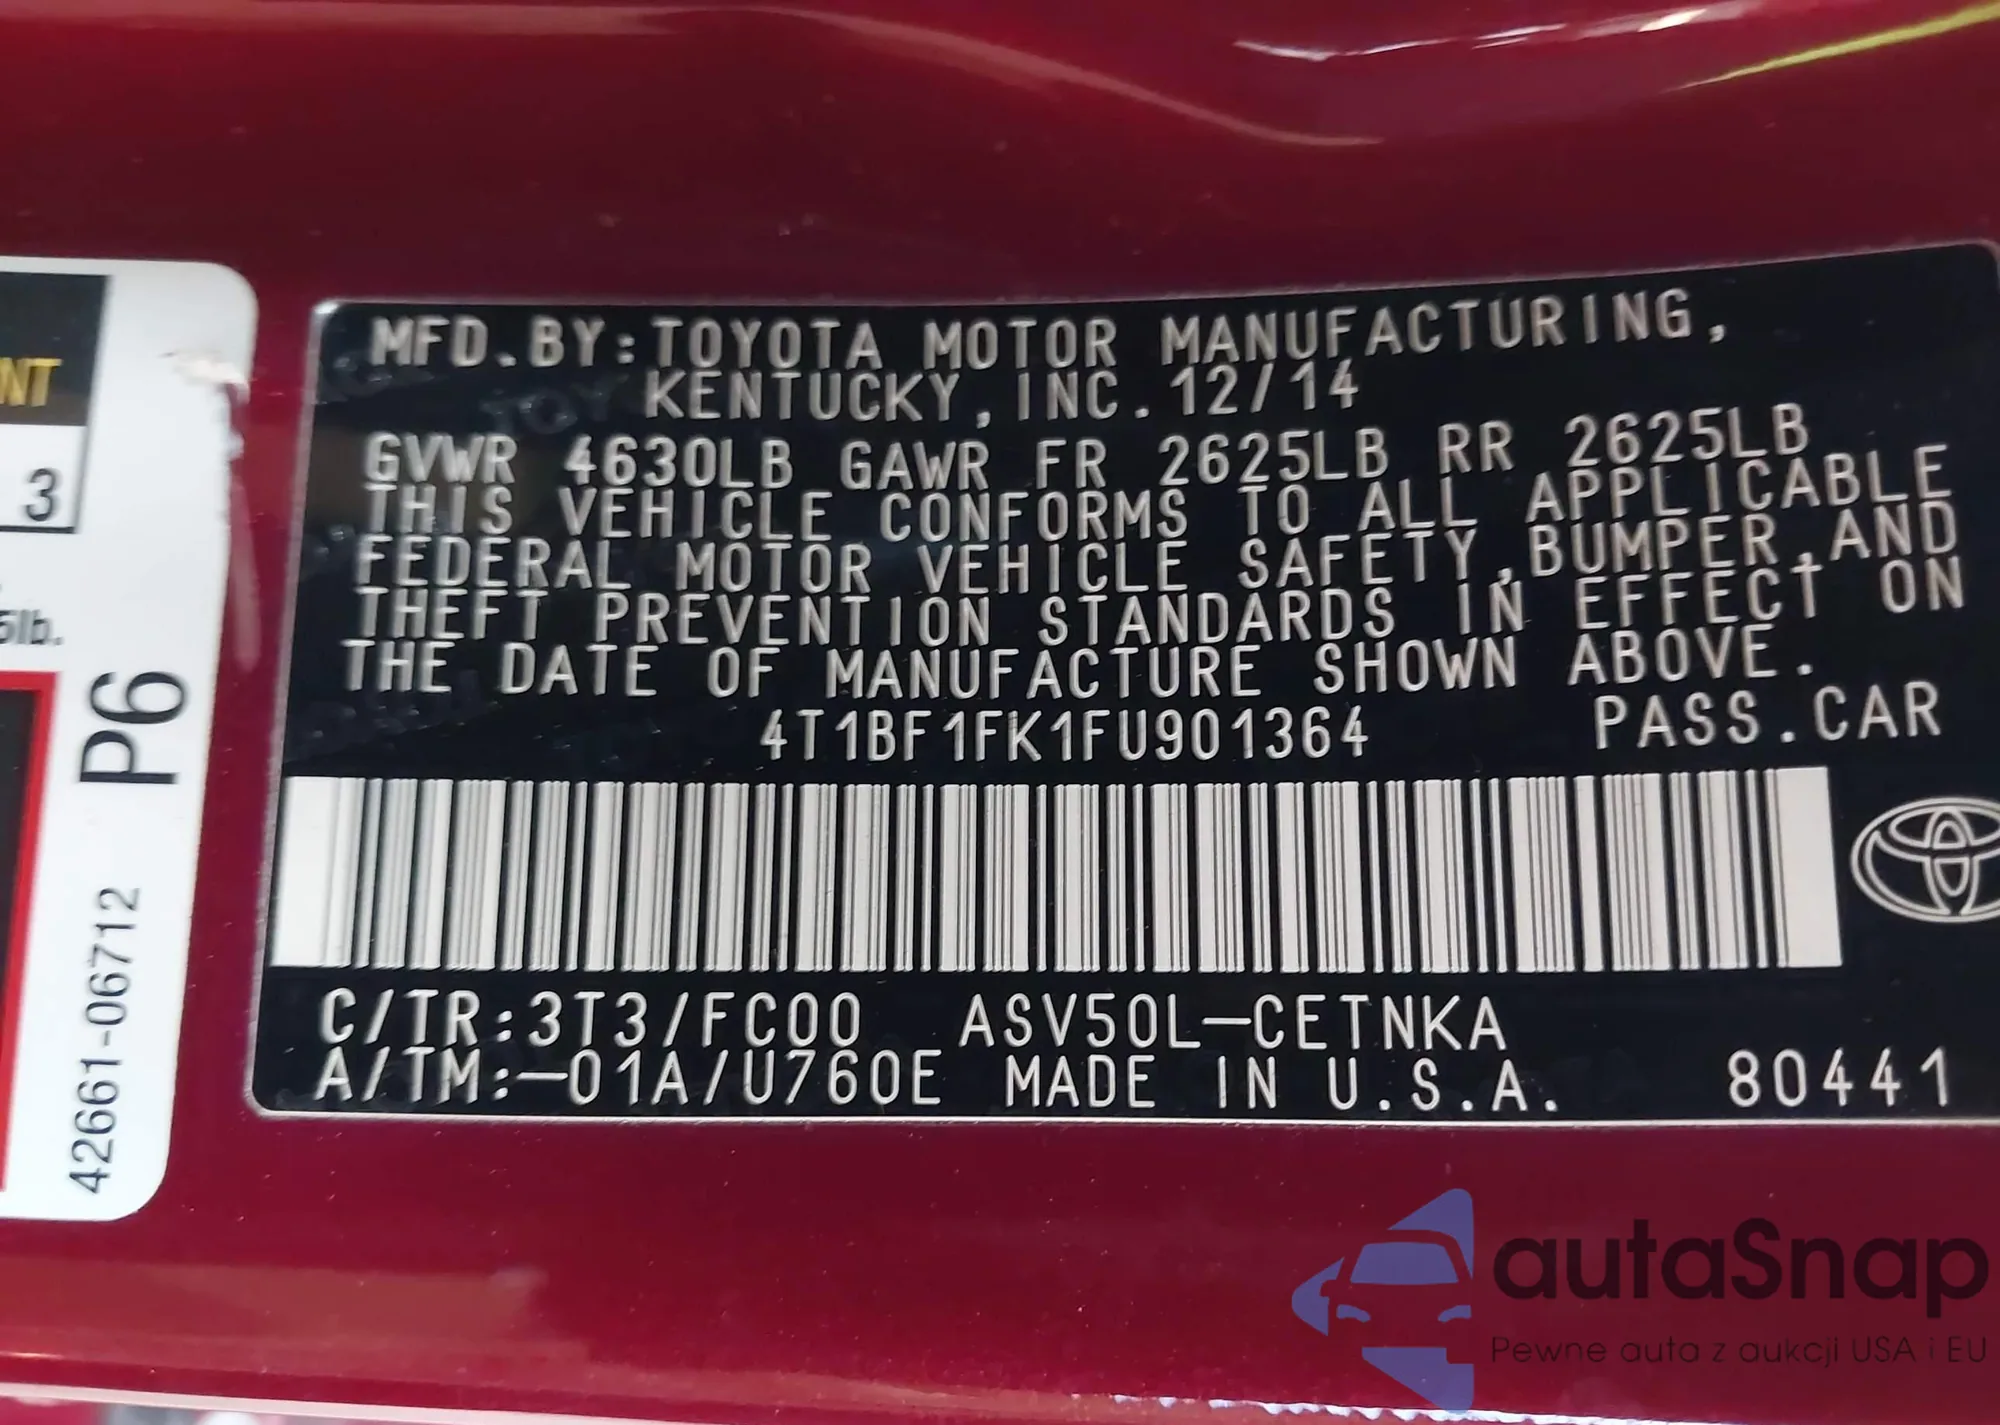 MFD.BY:TOYOTA MOTOR MANUFACTURING,
KENTUCKY,INC.12/14
GVWR 4630LB GAWR FR 2625LB RR 2625LB
THIS VEHICLE CONFORMS TO ALL APPLICABLE
FEDERAL MOTOR VEHICLE SAFETY,BUMPER,AND
THEFT PREVENTION STANDARDS IN EFFECT ON
THE DATE OF MANUFACTURE SHOWN ABOVE.
4T1BF1FK1FU901364 PASS.CAR
C/TR:3T3/FC00 ASV50L-CETNKA
A/TM:-01A/U760E MADE IN U.S.A. 80441
3
5lb.
P6
42661-06712
autaSnap
Pewne auta z aukcji USA i EU